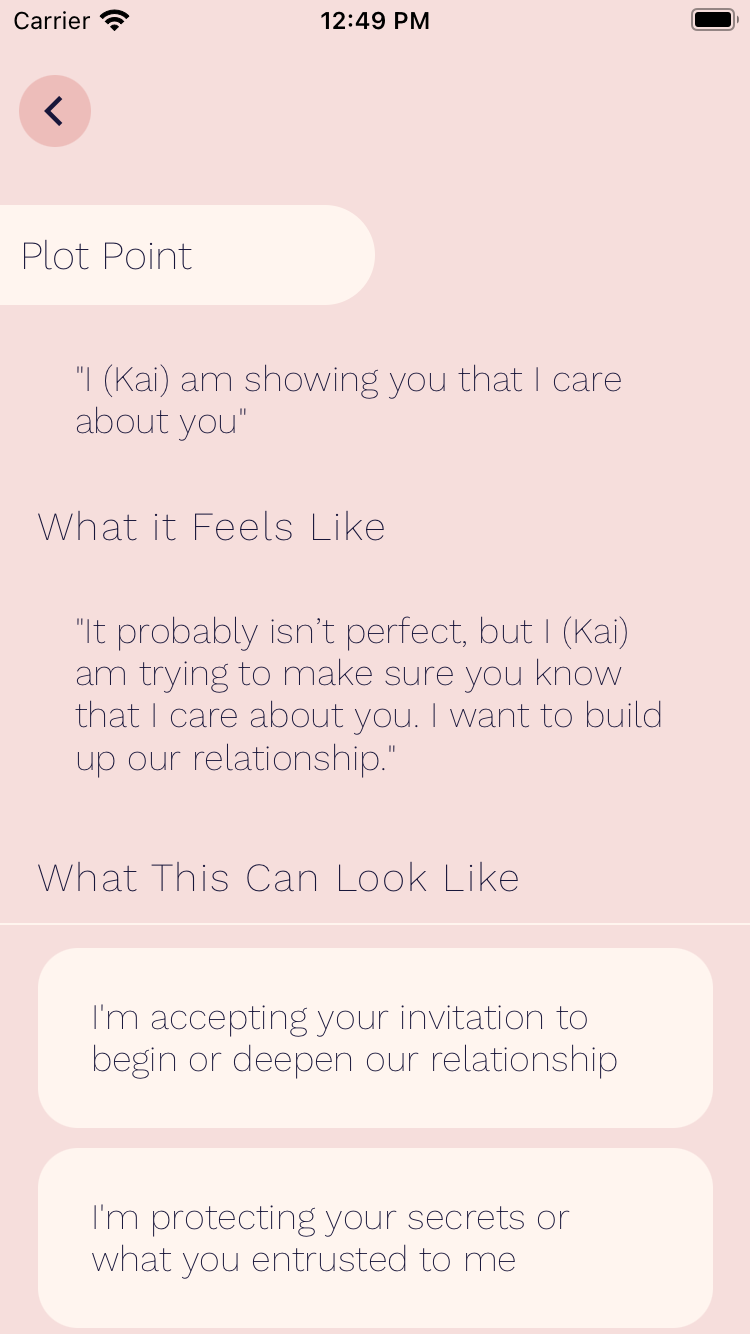 Carrier 12:49 PM
Plot Point
"I (Kai) am showing you that I care
about you"
What it Feels Like
"It probably isn’t perfect, but I (Kai)
am trying to make sure you know
that I care about you. I want to build
up our relationship."
What This Can Look Like
I'm accepting your invitation to
begin or deepen our relationship
I'm protecting your secrets or
what you entrusted to me